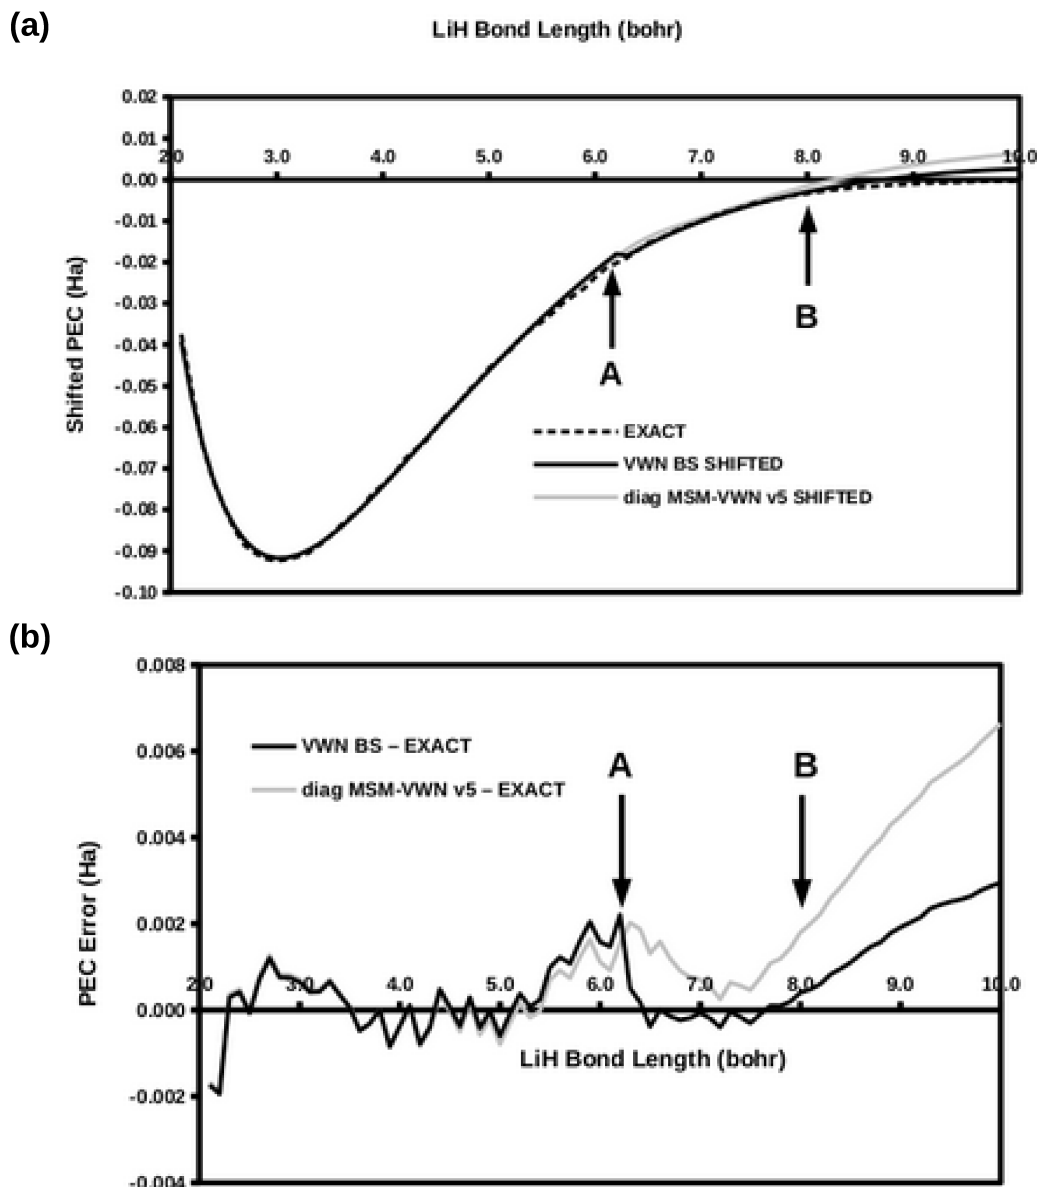 (a)
LiH Bond Length (bohr)
0.02
0.01
2.0 3.0 4.0 5.0 6.0 7.0 8.0 9.0 10.0
0.00
-0.01
-0.02
-0.03
-0.04
-0.05
-0.06
-0.07
-0.08
-0.09
-0.10
Shifted PEC (Ha)
A
B
EXACT
VWN BS SHIFTED
diag MSM-VWN v5 SHIFTED
(b)
0.008
0.006
0.004
0.002
2.0 3.0 4.0 5.0 6.0 7.0 8.0 9.0 10.0
0.000
-0.002
-0.004
PEC Error (Ha)
VWN BS – EXACT
diag MSM-VWN v5 – EXACT
A
B
LiH Bond Length (bohr)